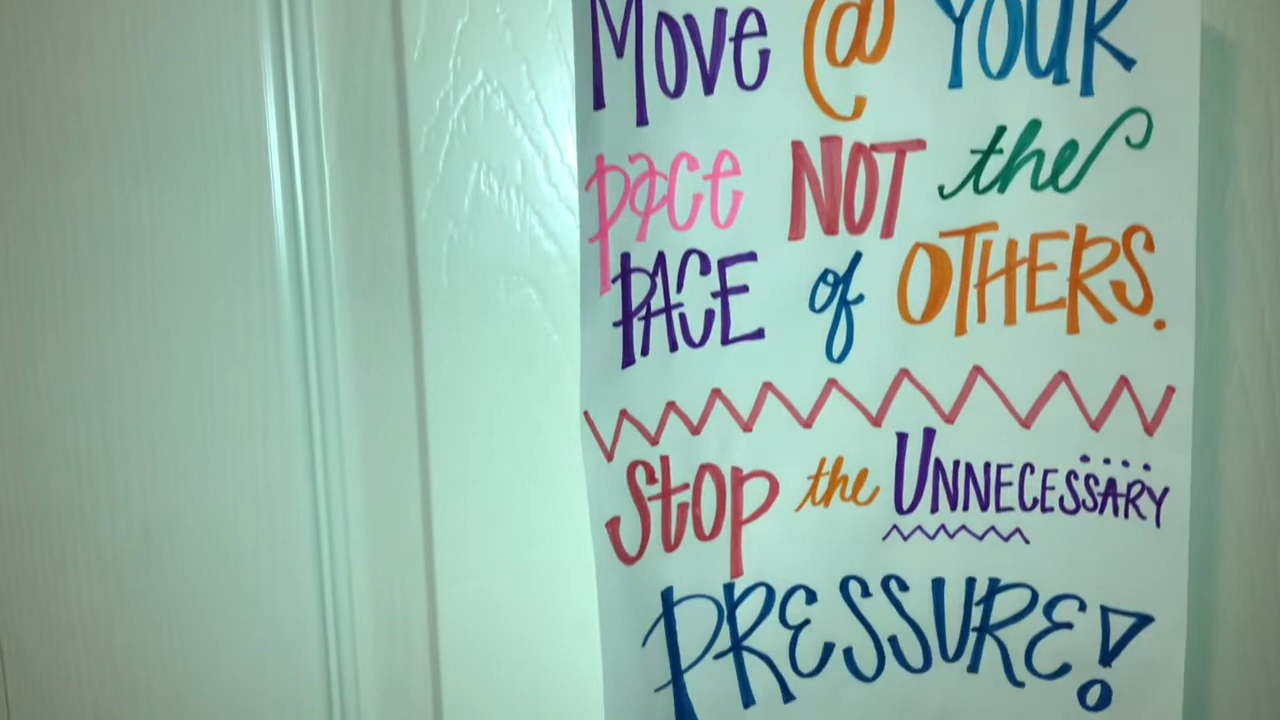 Move @ YOUR
pace NOT the
PACE of OTHERS.
Stop the UNNECESSARY
PRESSURE!